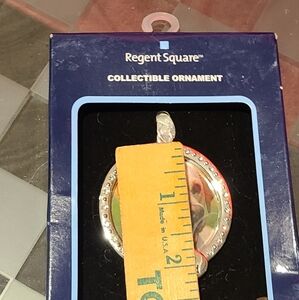 Regent Square™
COLLECTIBLE ORNAMENT
1
Made in U.S.A.
2